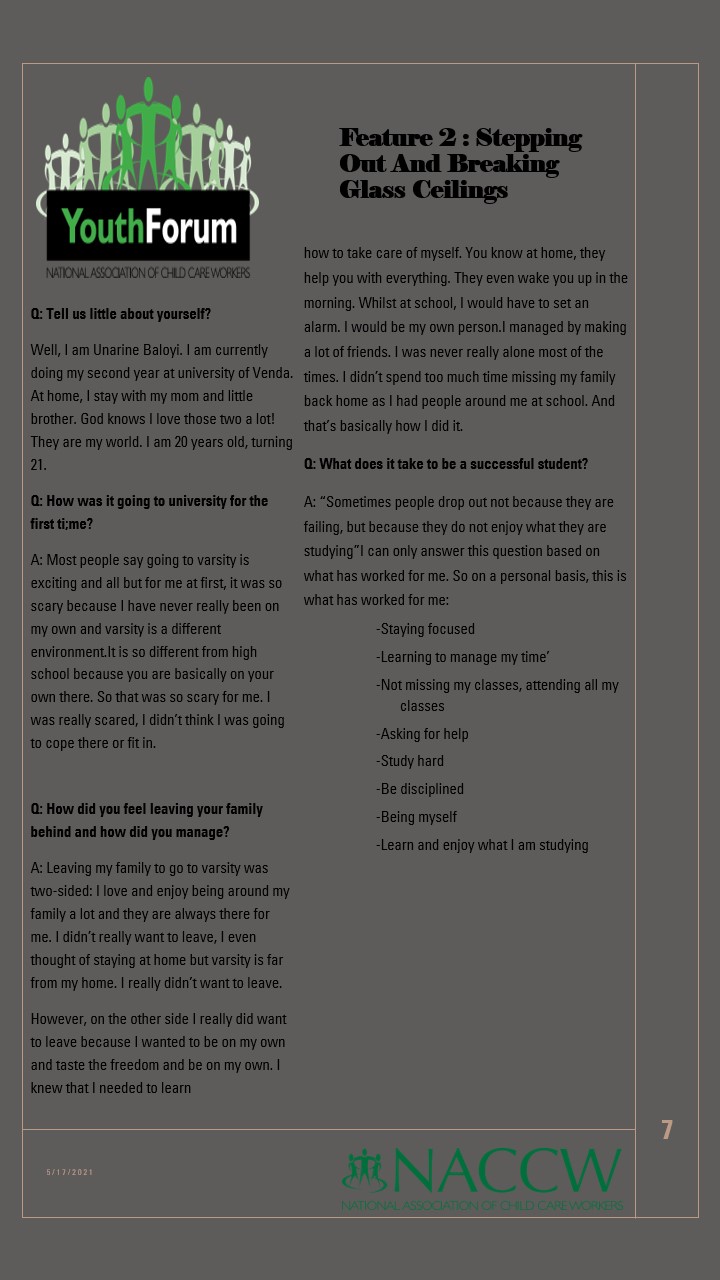 YouthForum
NATIONAL ASSOCIATION OF CHILD CARE WORKERS
Feature 2 : Stepping
Out And Breaking
Glass Ceilings
Q: Tell us little about yourself?
Well, I am Unarine Baloyi. I am currently
doing my second year at university of Venda.
At home, I stay with my mom and little
brother. God knows I love those two a lot!
They are my world. I am 20 years old, turning
21.
Q: How was it going to university for the
first ti;me?
A: Most people say going to varsity is
exciting and all but for me at first, it was so
scary because I have never really been on
my own and varsity is a different
environment.It is so different from high
school because you are basically on your
own there. So that was so scary for me. I
was really scared, I didn’t think I was going
to cope there or fit in.
Q: How did you feel leaving your family
behind and how did you manage?
A: Leaving my family to go to varsity was
two-sided: I love and enjoy being around my
family a lot and they are always there for
me. I didn’t really want to leave, I even
thought of staying at home but varsity is far
from my home. I really didn’t want to leave.
However, on the other side I really did want
to leave because I wanted to be on my own
and taste the freedom and be on my own. I
knew that I needed to learn
how to take care of myself. You know at home, they
help you with everything. They even wake you up in the
morning. Whilst at school, I would have to set an
alarm. I would be my own person.I managed by making
a lot of friends. I was never really alone most of the
times. I didn’t spend too much time missing my family
back home as I had people around me at school. And
that’s basically how I did it.
Q: What does it take to be a successful student?
A: “Sometimes people drop out not because they are
failing, but because they do not enjoy what they are
studying”I can only answer this question based on
what has worked for me. So on a personal basis, this is
what has worked for me:
-Staying focused
-Learning to manage my time’
-Not missing my classes, attending all my
classes
-Asking for help
-Study hard
-Be disciplined
-Being myself
-Learn and enjoy what I am studying
7
5/17/2021
NACCW
NATIONAL ASSOCIATION OF CHILD CARE WORKERS